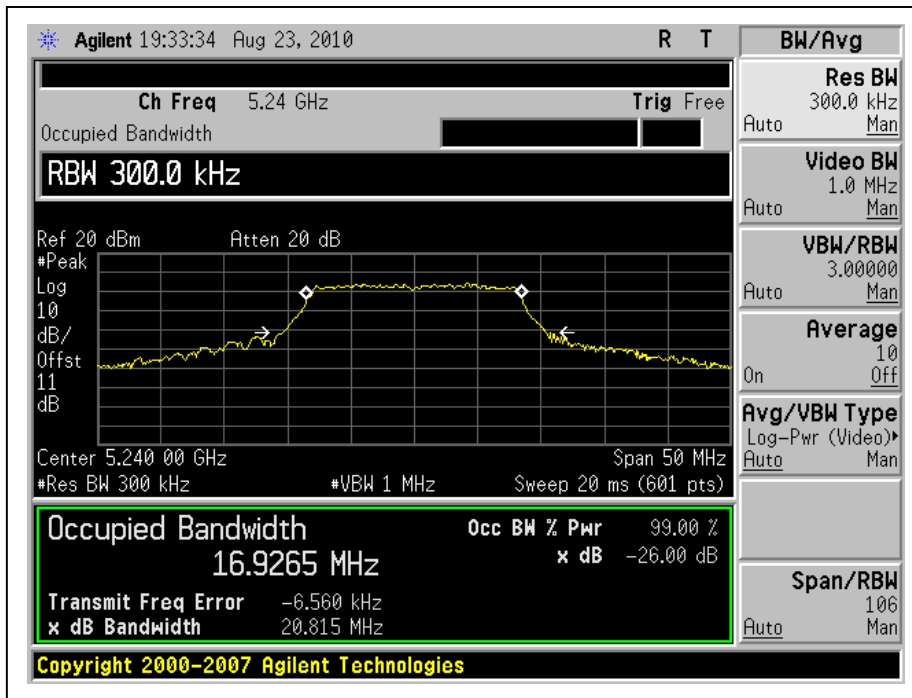 Agilent 19:33:34 Aug 23, 2010 R T
BW/Avg
Ch Freq 5.24 GHz Trig Free
Occupied Bandwidth
RBW 300.0 kHz
Ref 20 dBm Atten 20 dB
#Peak
Log
10
dB/
Offst
11
dB
Center 5.240 00 GHz Span 50 MHz
#Res BW 300 kHz #VBW 1 MHz Sweep 20 ms (601 pts)
Occupied Bandwidth
16.9265 MHz
Occ BW % Pwr 99.00 %
x dB -26.00 dB
Transmit Freq Error -6.560 kHz
x dB Bandwidth 20.815 MHz
Copyright 2000-2007 Agilent Technologies
Res BW
300.0 kHz
Auto Man
Video BW
1.0 MHz
Auto Man
VBW/RBW
3.00000
Auto Man
Average
10
On Off
Avg/VBW Type
Log-Pwr (Video)
Auto Man
Span/RBW
106
Auto Man